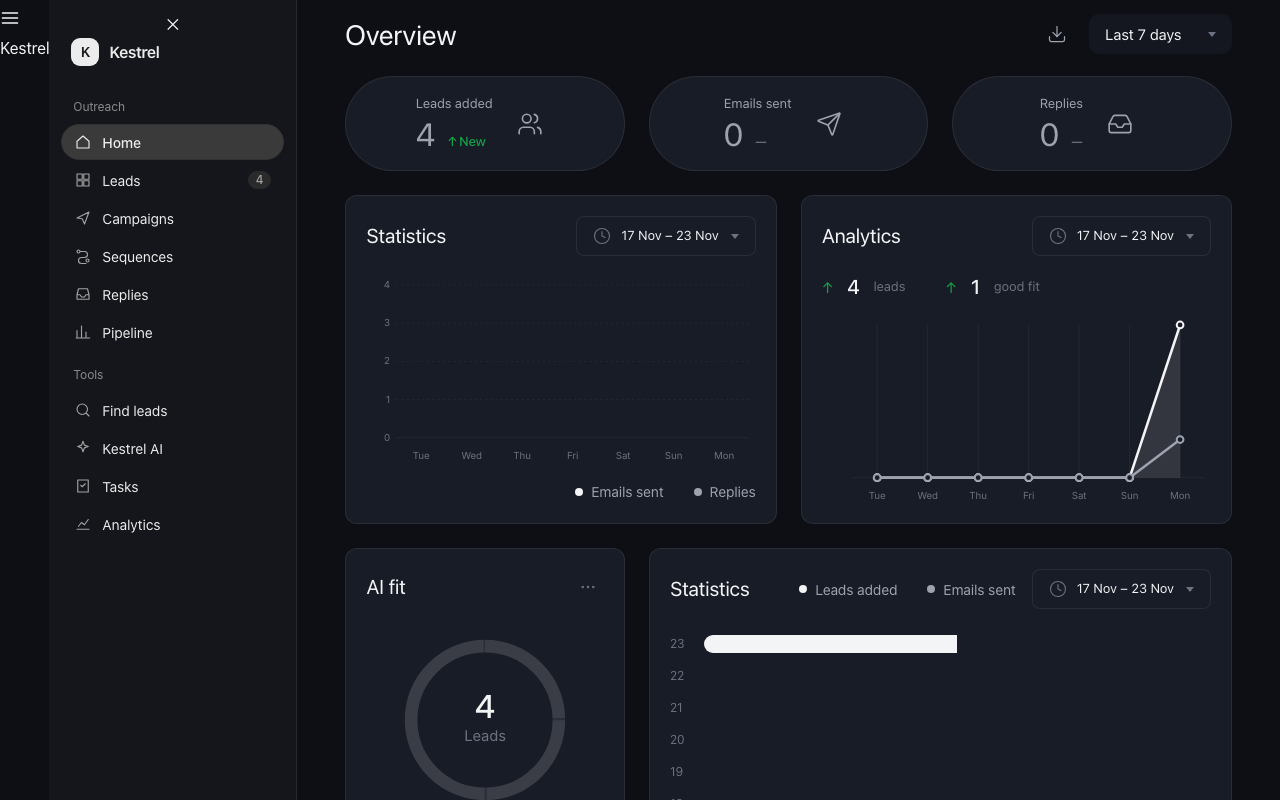 Kestrel
K Kestrel
Outreach
Home
Leads 4
Campaigns
Sequences
Replies
Pipeline
Tools
Find leads
Kestrel AI
Tasks
Analytics
Overview
Last 7 days
Leads added
4 New
Emails sent
0 –
Replies
0 –
Statistics
17 Nov – 23 Nov
4
3
2
1
0
Tue Wed Thu Fri Sat Sun Mon
Emails sent Replies
Analytics
17 Nov – 23 Nov
4 leads 1 good fit
Tue Wed Thu Fri Sat Sun Mon
AI fit
4
Leads
Statistics
Leads added Emails sent
17 Nov – 23 Nov
23
22
21
20
19